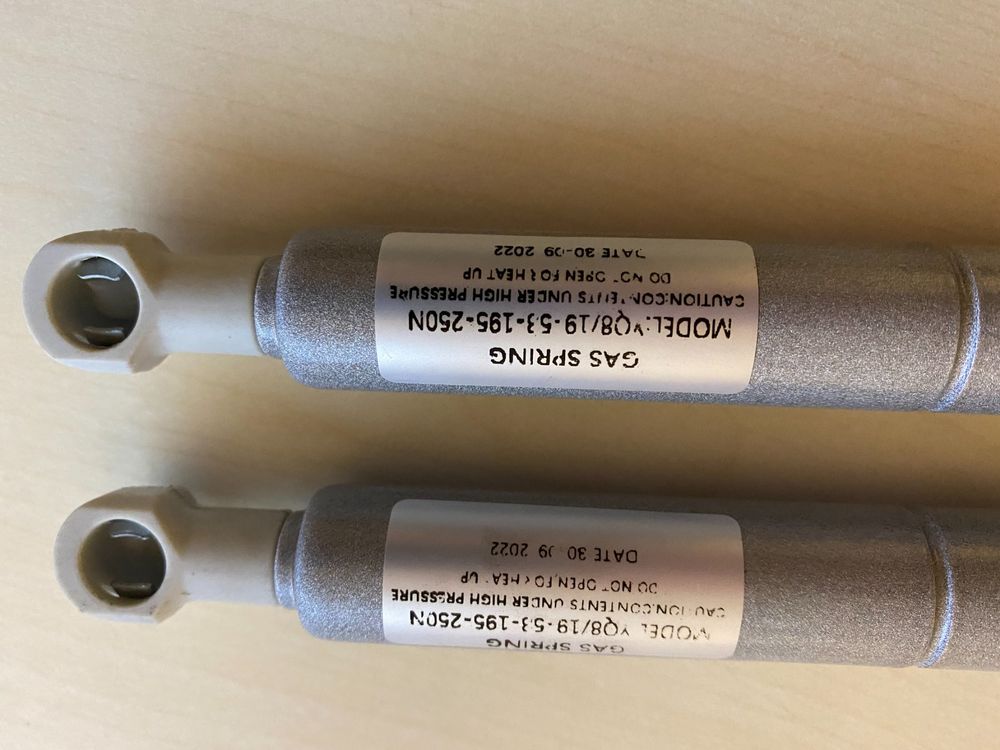 GAS SPRING
MODEL:YQ8/19-53-195-250N
CAUTION:CONTENTS UNDER HIGH PRESSURE
DO NOT OPEN FOR HEAT UP
DATE 30-09 2022
GAS SPRING
MODEL YQ8/19-53-195-250N
CAUTION:CONTENTS UNDER HIGH PRESSURE
DO NOT OPEN,FOR HEAT UP
DATE 30 09 2022